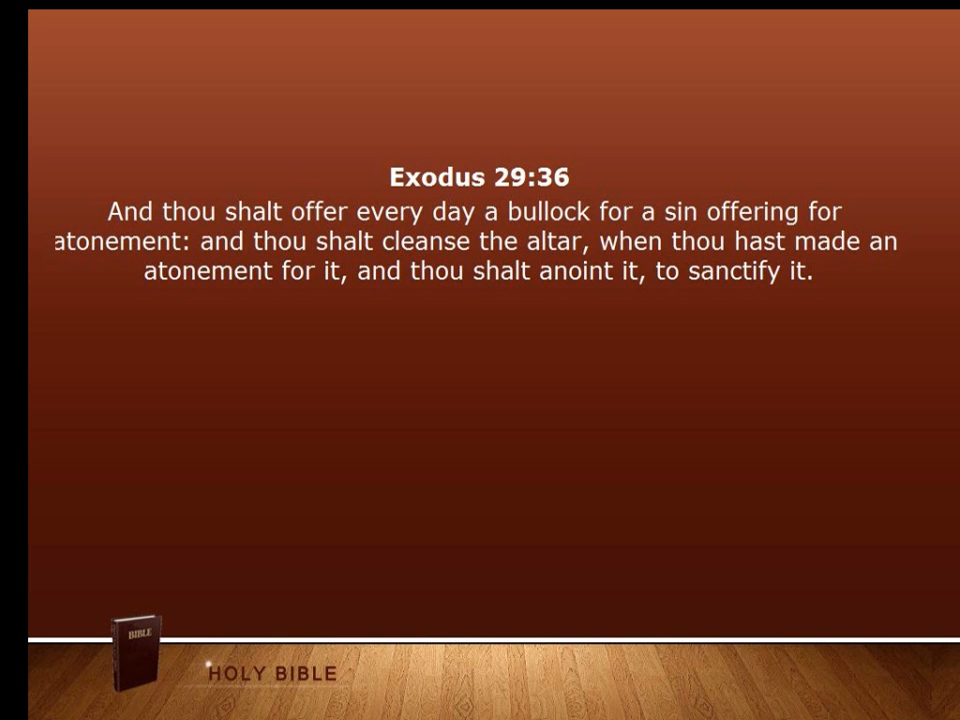 Exodus 29:36
And thou shalt offer every day a bullock for a sin offering for
atonement: and thou shalt cleanse the altar, when thou hast made an
atonement for it, and thou shalt anoint it, to sanctify it.
BIBLE
HOLY BIBLE